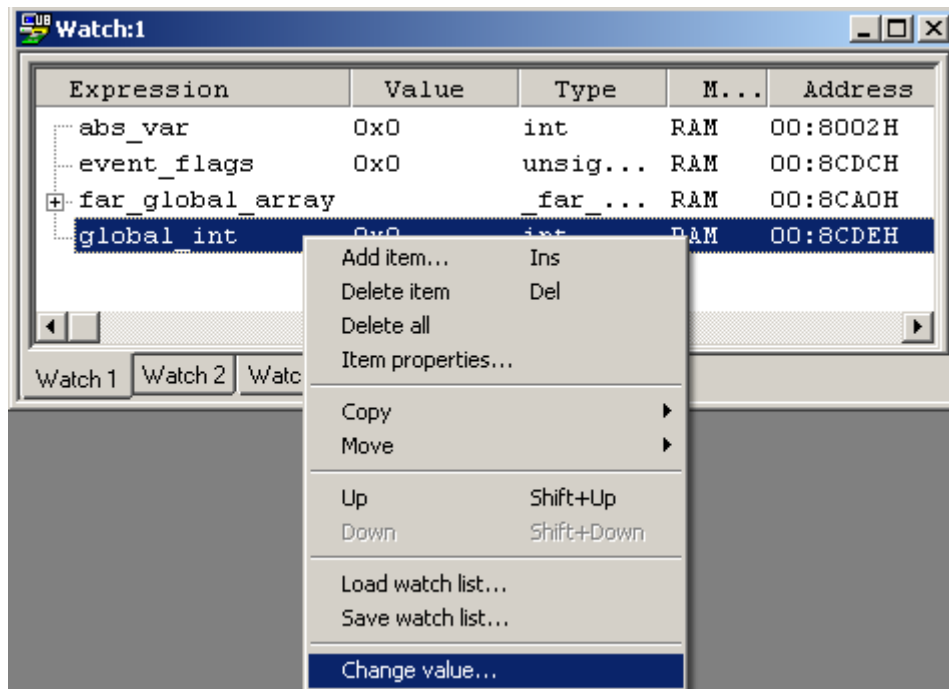 Watch:1
Expression Value Type M... Address
abs_var 0x0 int RAM 00:8002H
event_flags 0x0 unsig... RAM 00:8CDCH
far_global_array _far_... RAM 00:8CA0H
global_int 0x0 int RAM 00:8CDEH
Add item... Ins
Delete item Del
Delete all
Item properties...
Watch 1 Watch 2 Watc
Copy
Move
Up Shift+Up
Down Shift+Down
Load watch list...
Save watch list...
Change value...